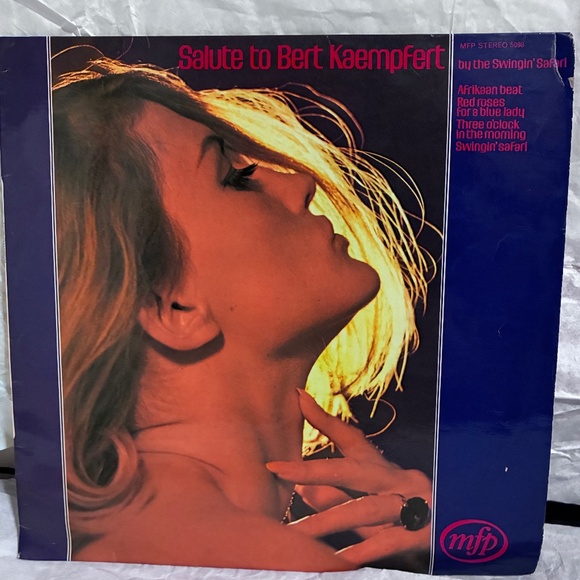 Salute to Bert Kaempfert
MFP STEREO 5090
by the Swingin' Safari
Afrikaan beat
Red roses
for a blue lady
Three o'clock
in the morning
Swingin' safari
mfp